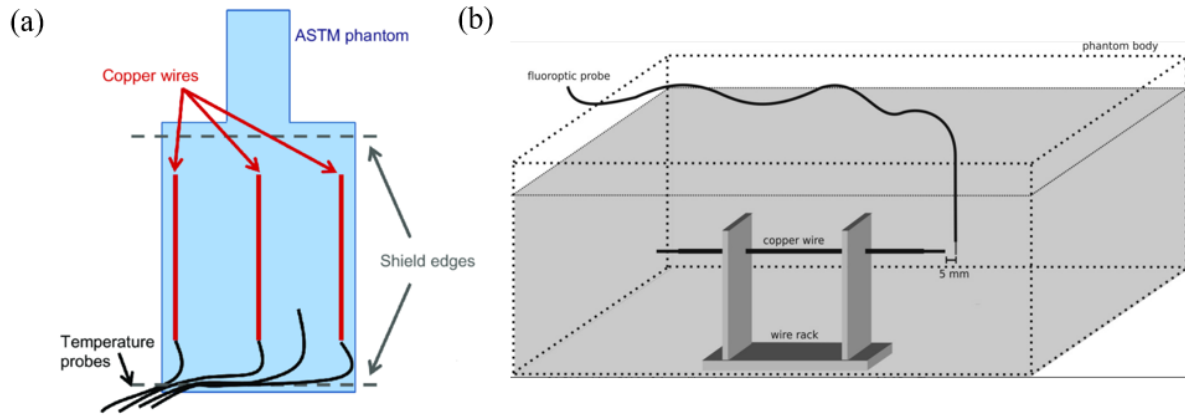 (a)
ASTM phantom
Copper wires
Shield edges
Temperature
probes
(b)
phantom body
fluoroptic probe
copper wire
5 mm
wire rack